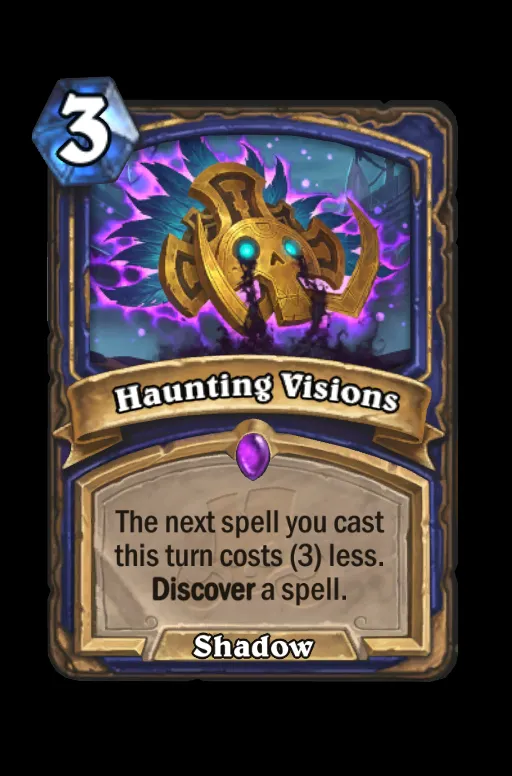 3
Haunting Visions
The next spell you cast
this turn costs (3) less.
Discover a spell.
Shadow